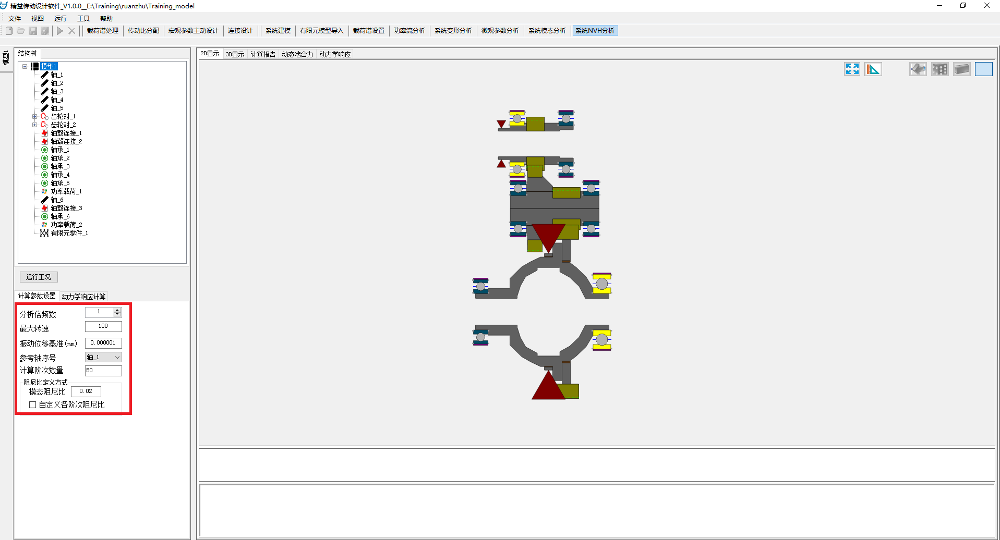 精益传动设计软件_V1.0.0__E:\Training\ruanzhu\Training_model
文件 视图 运行 工具 帮助
载荷谱处理 传动比分配 宏观参数主动设计 连接设计 系统建模 有限元模型导入 载荷谱设置 功率流分析 系统变形分析 微观参数分析 系统模态分析 系统NVH分析
模型1
结构树
模型1
轴_1
轴_2
轴_3
轴_4
轴_5
齿轮对_1
齿轮对_2
轴毂连接_1
轴毂连接_2
轴承_1
轴承_2
轴承_3
轴承_4
轴承_5
功率载荷_1
轴_6
轴毂连接_3
轴承_6
功率载荷_2
有限元零件_1
运行工况
计算参数设置 动力学响应计算
分析倍频数 1
最大转速 100
振动位移基准(mm) 0.000001
参考轴序号 轴_1
计算阶次数量 50
阻尼比定义方式
模态阻尼比 0.02
自定义各阶次阻尼比
2D显示 3D显示 计算报告 动态啮合力 动力学响应